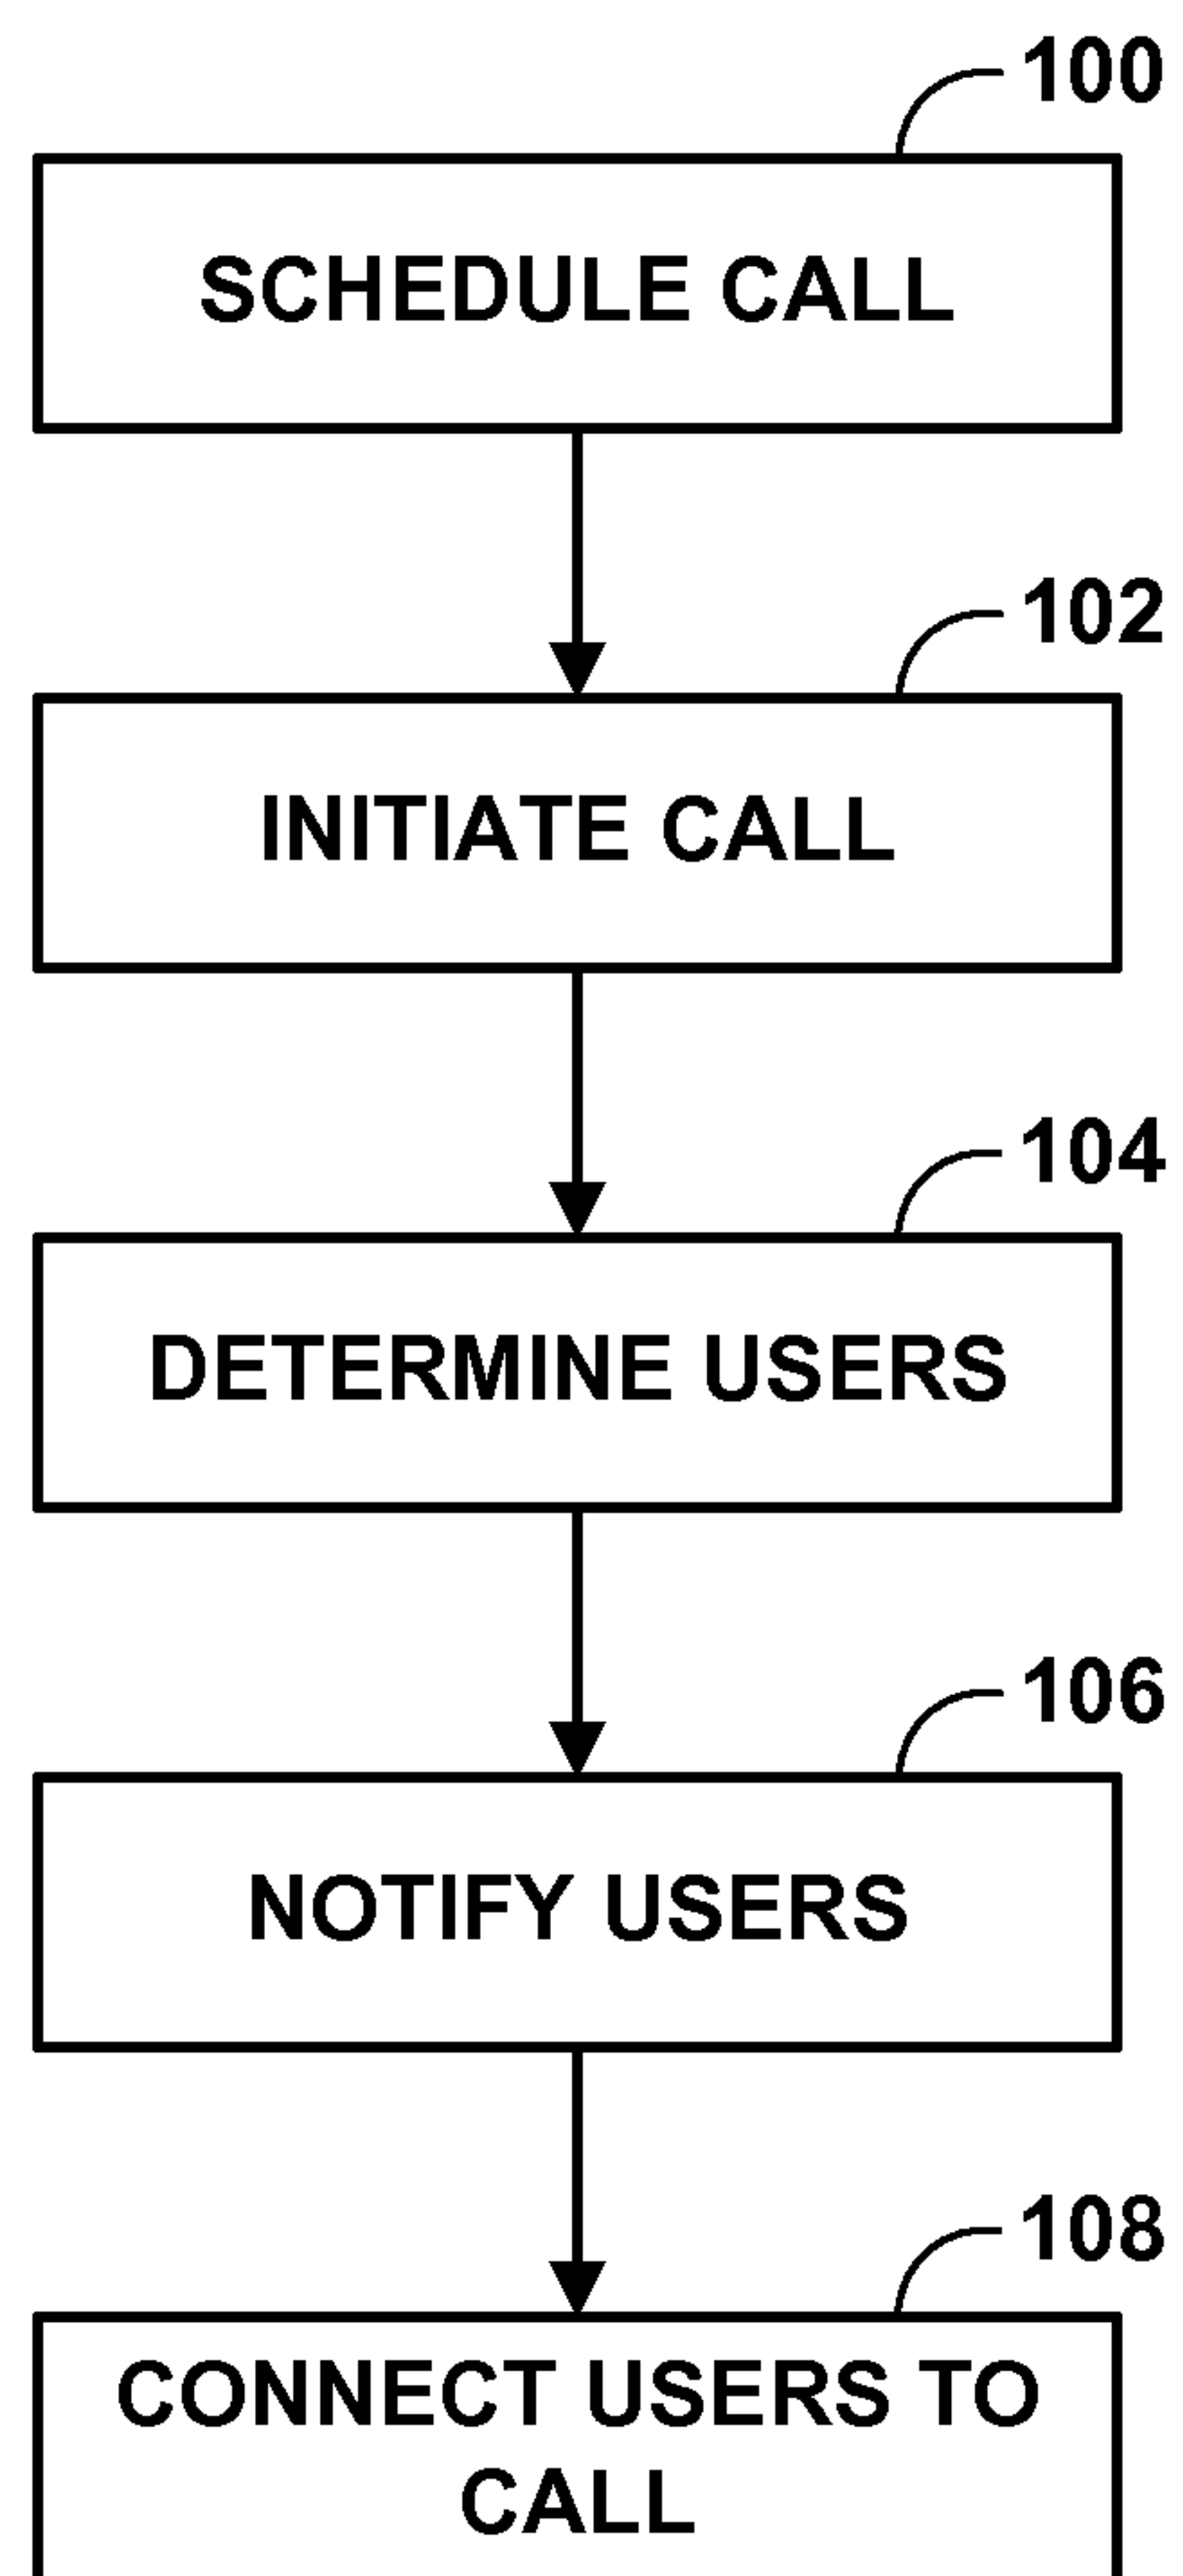 100
SCHEDULE CALL
102
INITIATE CALL
104
DETERMINE USERS
106
NOTIFY USERS
108
CONNECT USERS TO
CALL